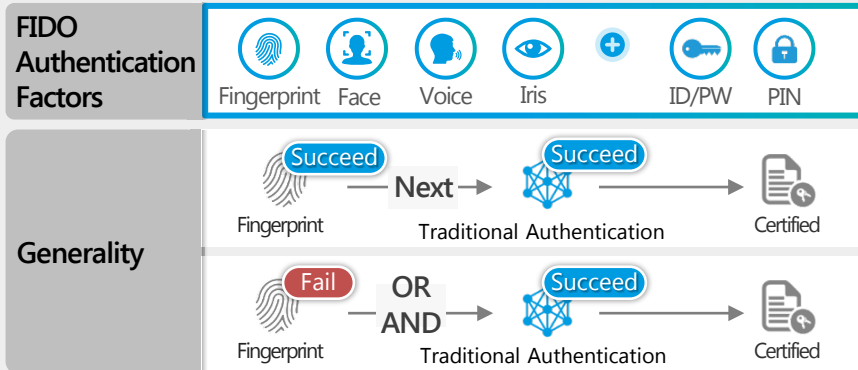 FIDO
Authentication
Factors
Fingerprint Face Voice Iris ID/PW PIN
Generality
Succeed Succeed
Next
Fingerprint Traditional Authentication Certified
Fail Succeed
OR
AND
Fingerprint Traditional Authentication Certified